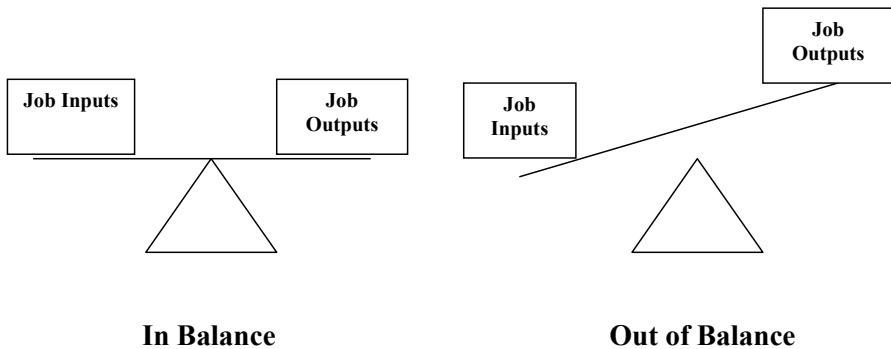 Job Inputs
Job
Outputs
Job
Inputs
Job
Outputs
In Balance
Out of Balance